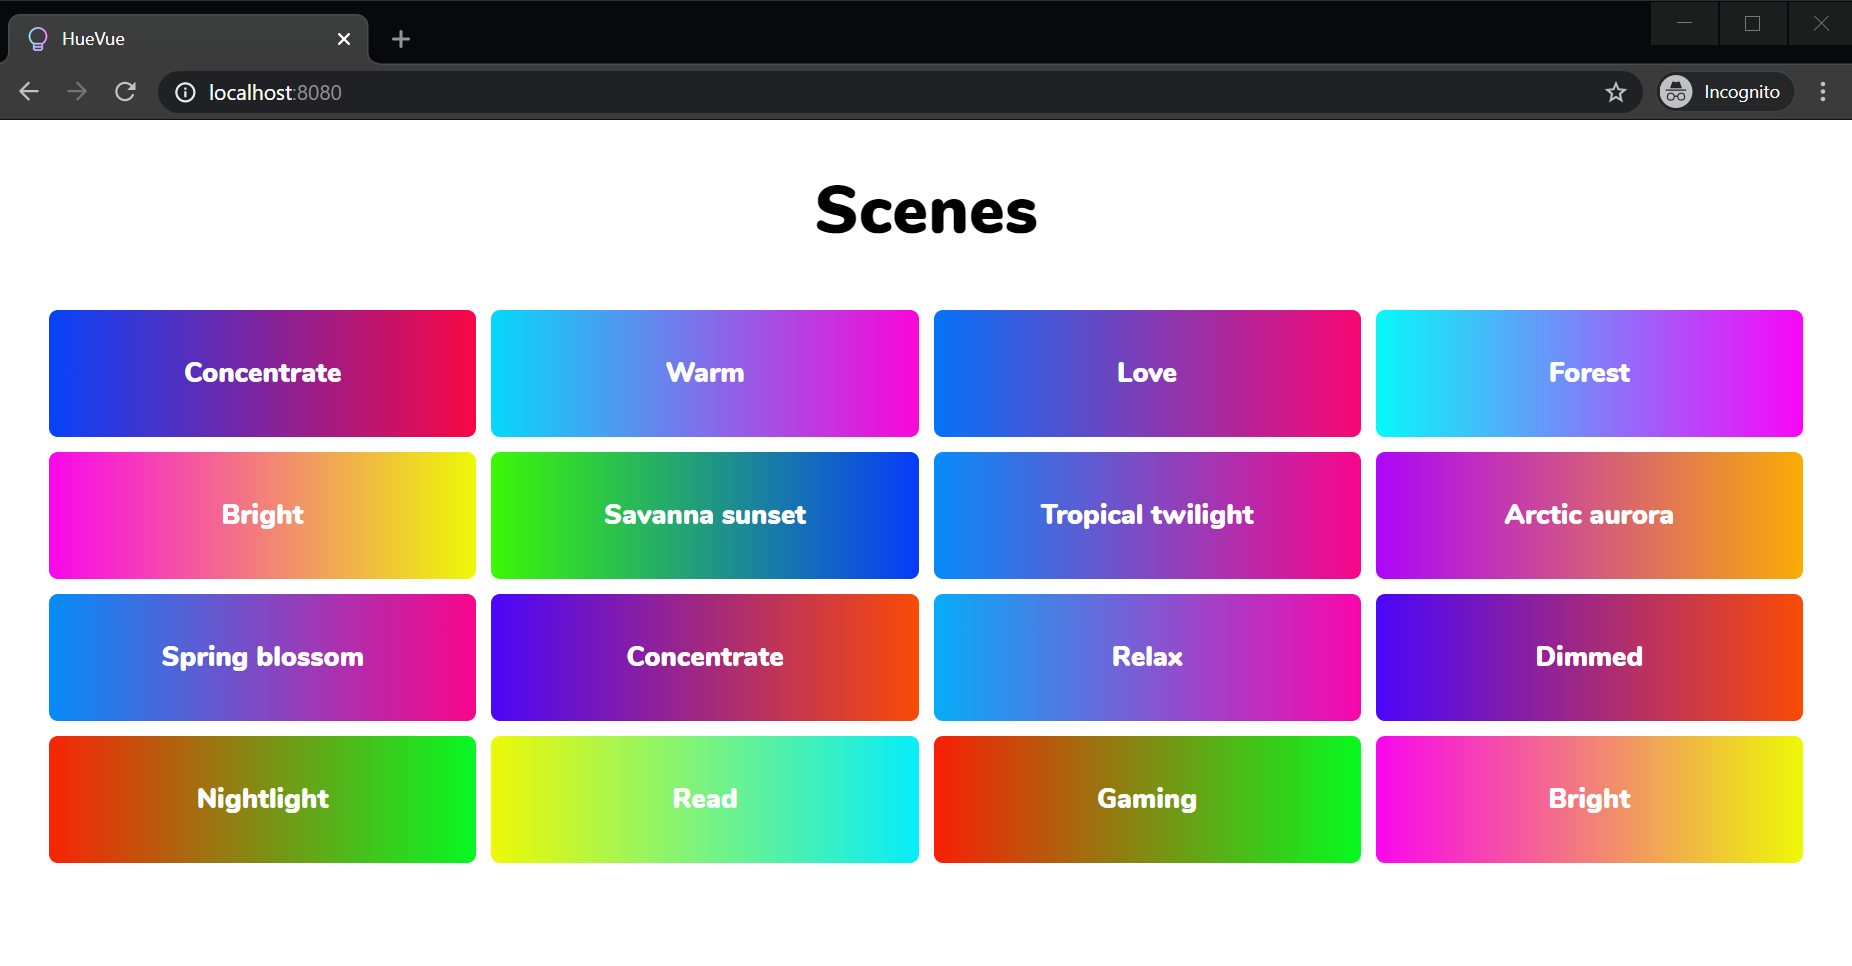 HueVue
localhost:8080
Incognito
Scenes
Concentrate
Warm
Love
Forest
Bright
Savanna sunset
Tropical twilight
Arctic aurora
Spring blossom
Concentrate
Relax
Dimmed
Nightlight
Read
Gaming
Bright